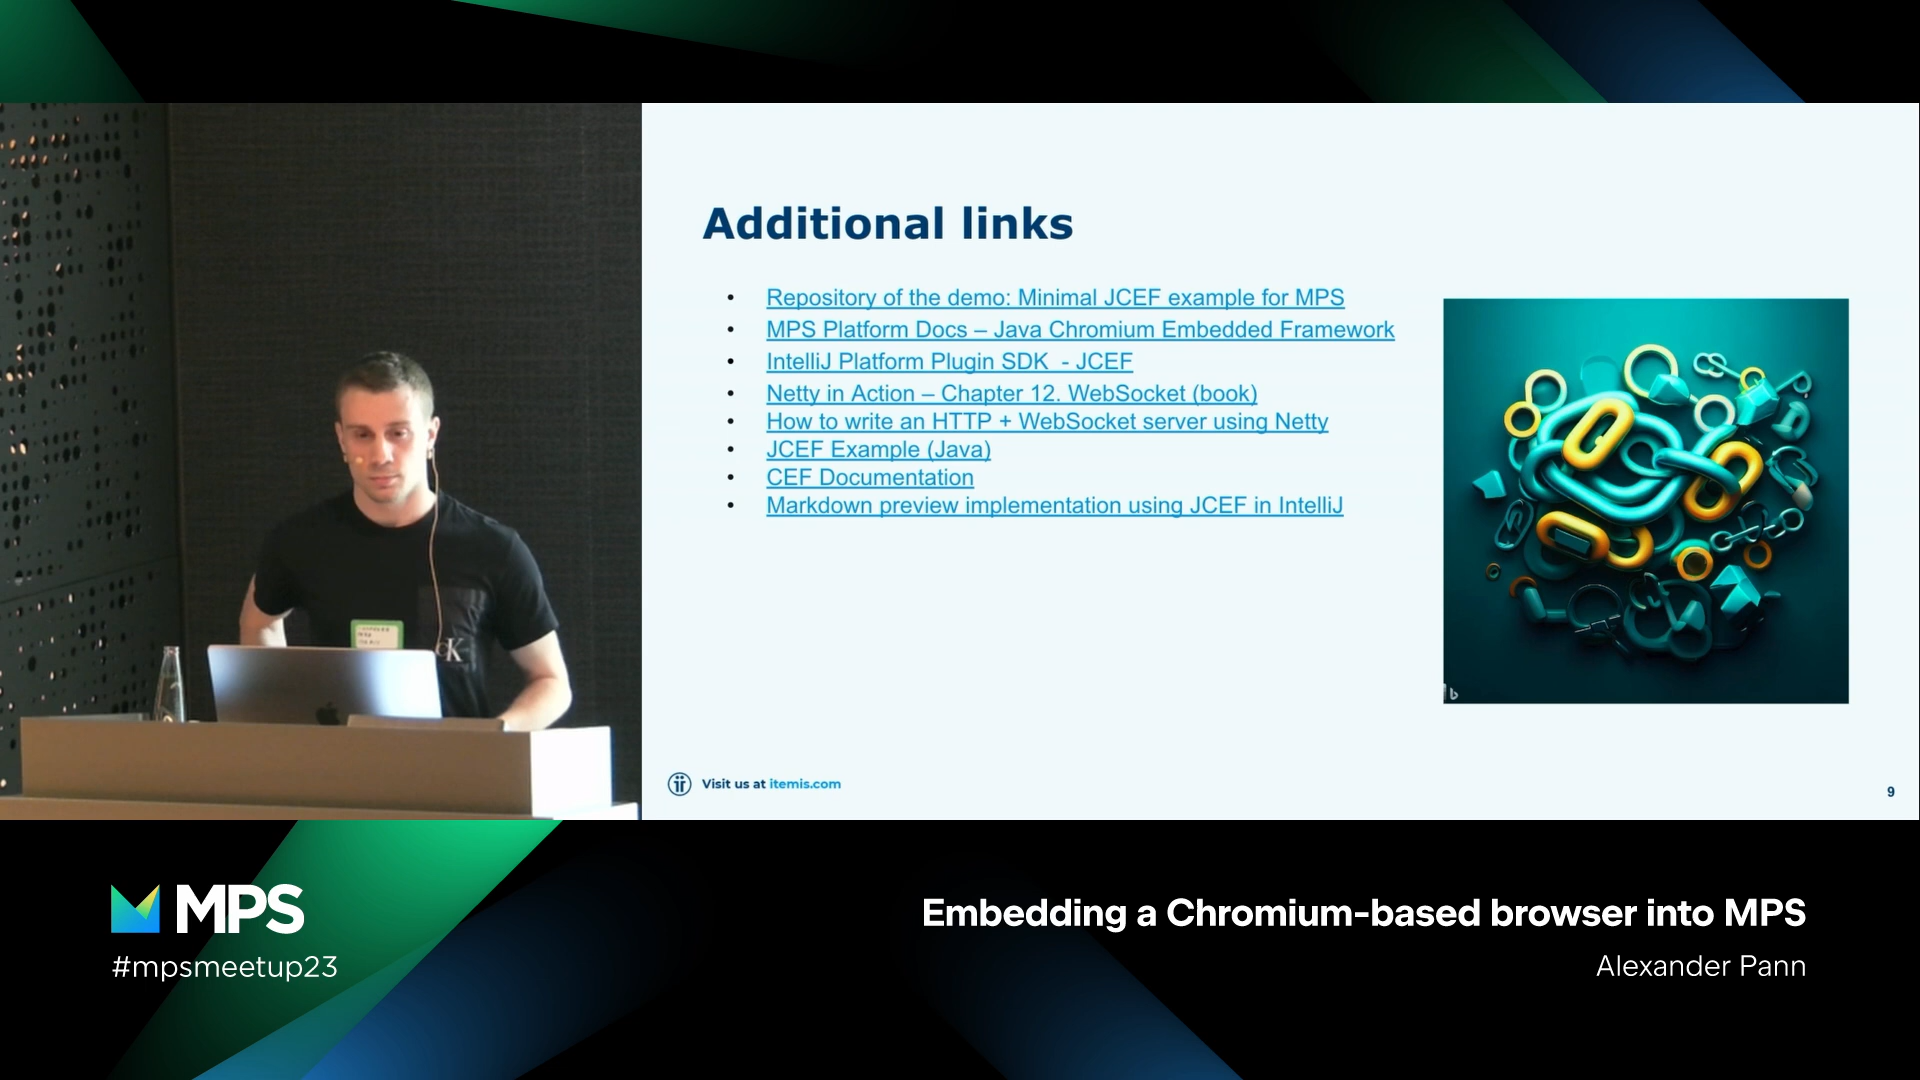 Additional links
• Repository of the demo: Minimal JCEF example for MPS
• MPS Platform Docs – Java Chromium Embedded Framework
• IntelliJ Platform Plugin SDK  - JCEF
• Netty in Action – Chapter 12. WebSocket (book)
• How to write an HTTP + WebSocket server using Netty
• JCEF Example (Java)
• CEF Documentation
• Markdown preview implementation using JCEF in IntelliJ
b
Visit us at itemis.com
9
cK
MPS
#mpsmeetup23
Embedding a Chromium-based browser into MPS
Alexander Pann